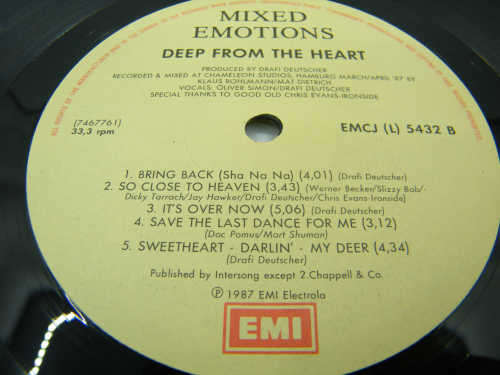 MIXED
EMOTIONS
DEEP FROM THE HEART
PRODUCED BY DRAFI DEUTSCHER
RECORDED & MIXED AT CHAMELEON STUDIOS, HAMBURG MARCH/APRIL '87 BY
KLAUS BOHLMANN/MAT DIETRICH
VOCALS: OLIVER SIMON/DRAFI DEUTSCHER
SPECIAL THANKS TO GOOD OLD CHRIS EVANS-IRONSIDE
(7467761)
33,3 rpm
EMCJ (L) 5432 B
1. BRING BACK (Sha Na Na) (4,01) (Drafi Deutscher)
2. SO CLOSE TO HEAVEN (3,43) (Werner Becker/Slizzy Bob/
Dicky Tarrach/Jay Hawker/Drafi Deutscher/Chris Evans-Ironside)
3. IT'S OVER NOW (5,06) (Drafi Deutscher)
4. SAVE THE LAST DANCE FOR ME (3,12)
(Doc Pomus/Mort Shuman)
5. SWEETHEART - DARLIN' - MY DEER (4,34)
(Drafi Deutscher)
Published by Intersong except 2.Chappell & Co.
℗ 1987 EMI Electrola
EMI